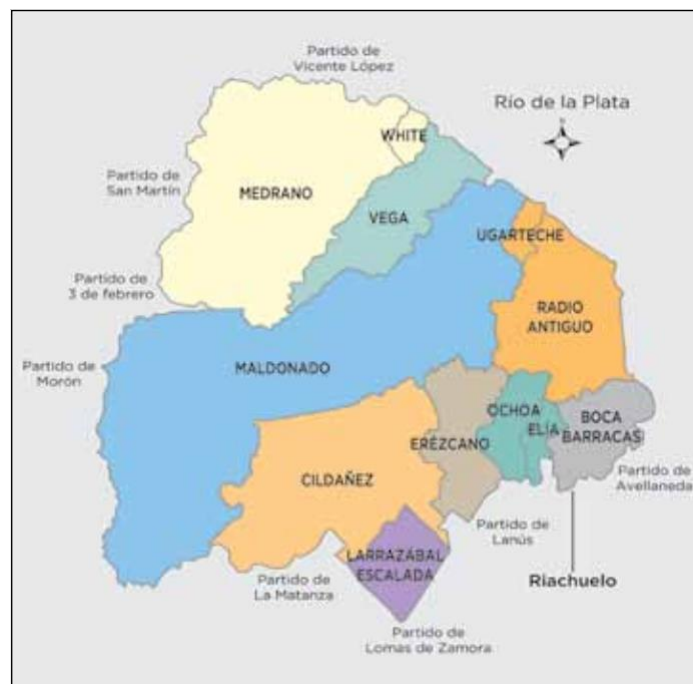 Partido de
Vicente López
Río de la Plata
N
WHITE
Partido de
San Martín
MEDRANO
VEGA
UGARTECHE
Partido de
3 de febrero
RADIO
ANTIGUO
Partido de
Morón
MALDONADO
OCHOA
ELÍA
BOCA
BARRACAS
ERÉZCANO
CILDAÑEZ
Partido de
Avellaneda
Partido de
Lanús
LARRAZÁBAL
ESCALADA
Riachuelo
Partido de
La Matanza
Partido de
Lomas de Zamora